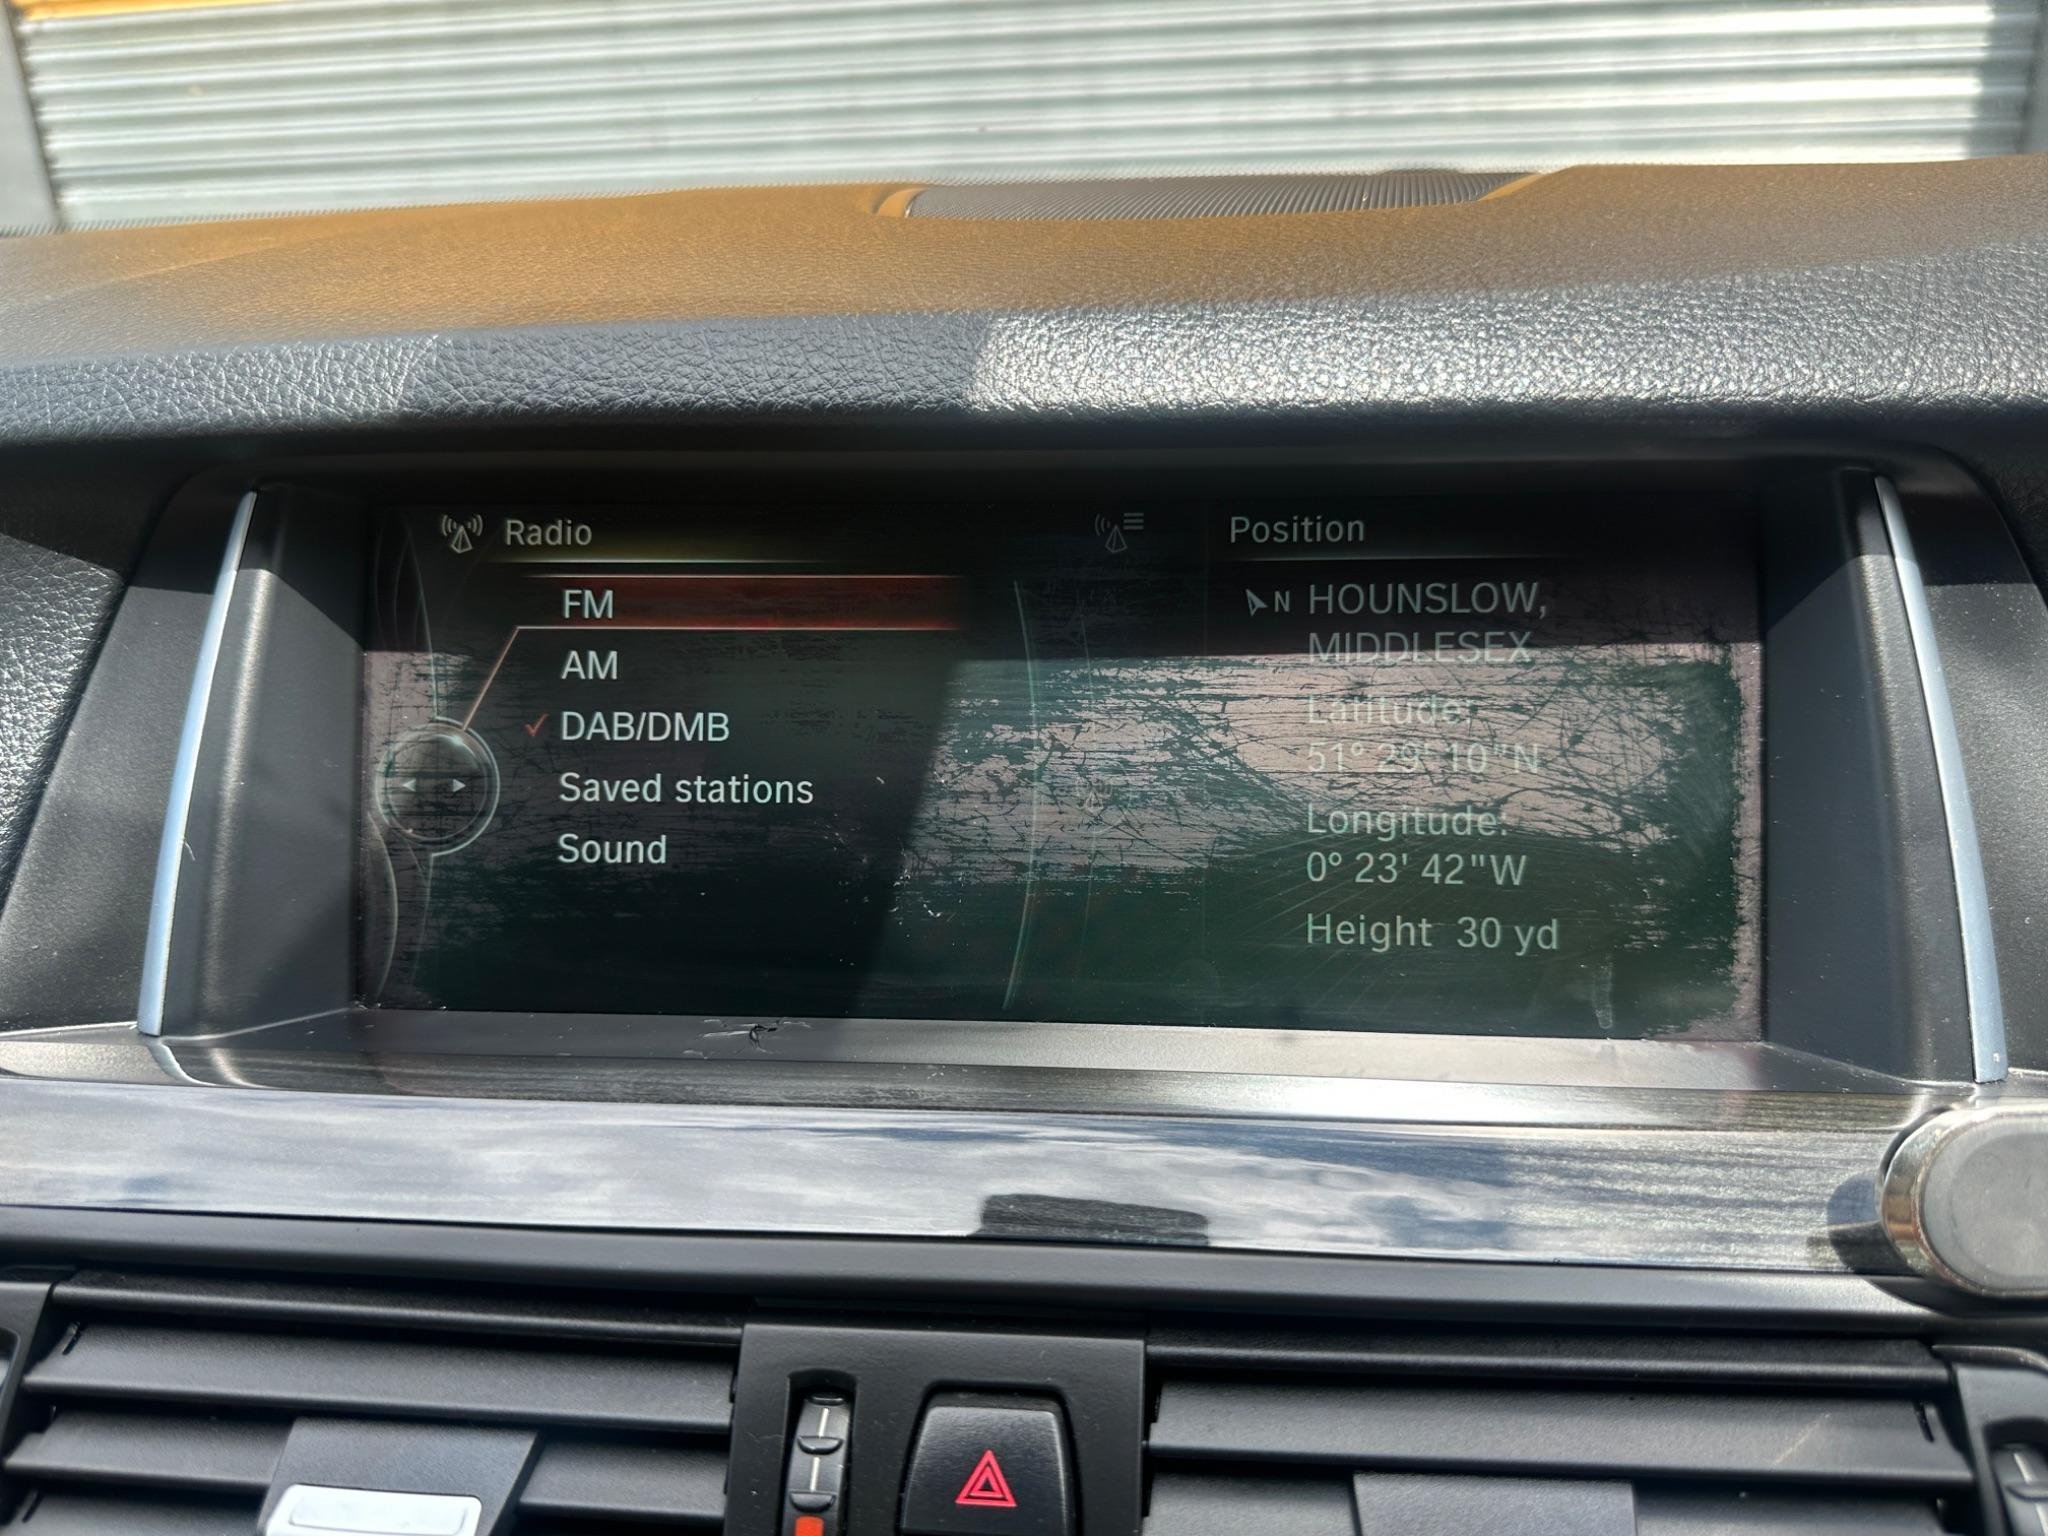 Radio
FM
AM
DAB/DMB
Saved stations
Sound
Position
N HOUNSLOW,
MIDDLESEX
Latitude:
51° 29' 10"N
Longitude:
0° 23' 42"W
Height 30 yd